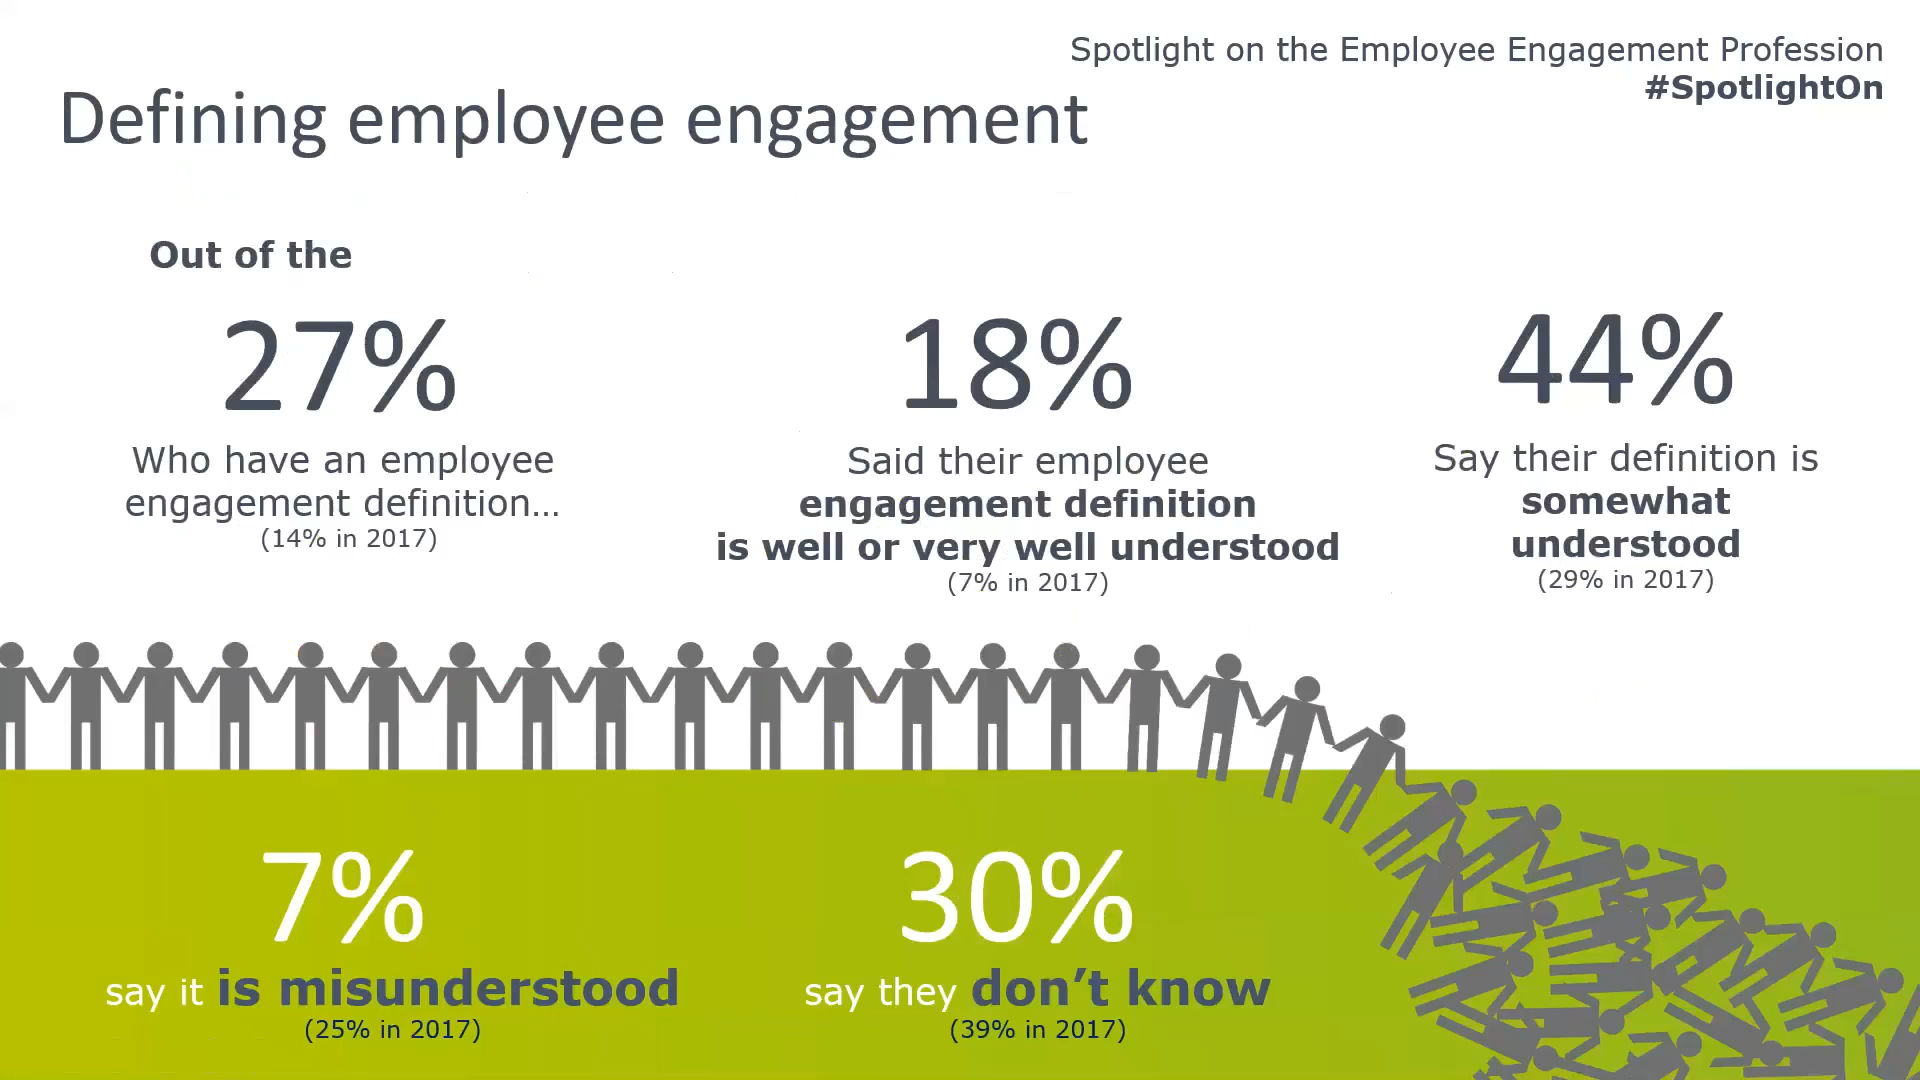 Spotlight on the Employee Engagement Profession
#SpotlightOn
Defining employee engagement
Out of the
27%
Who have an employee
engagement definition...
(14% in 2017)
18%
Said their employee
engagement definition
is well or very well understood
(7% in 2017)
44%
Say their definition is
somewhat
understood
(29% in 2017)
7%
say it is misunderstood
(25% in 2017)
30%
say they don’t know
(39% in 2017)